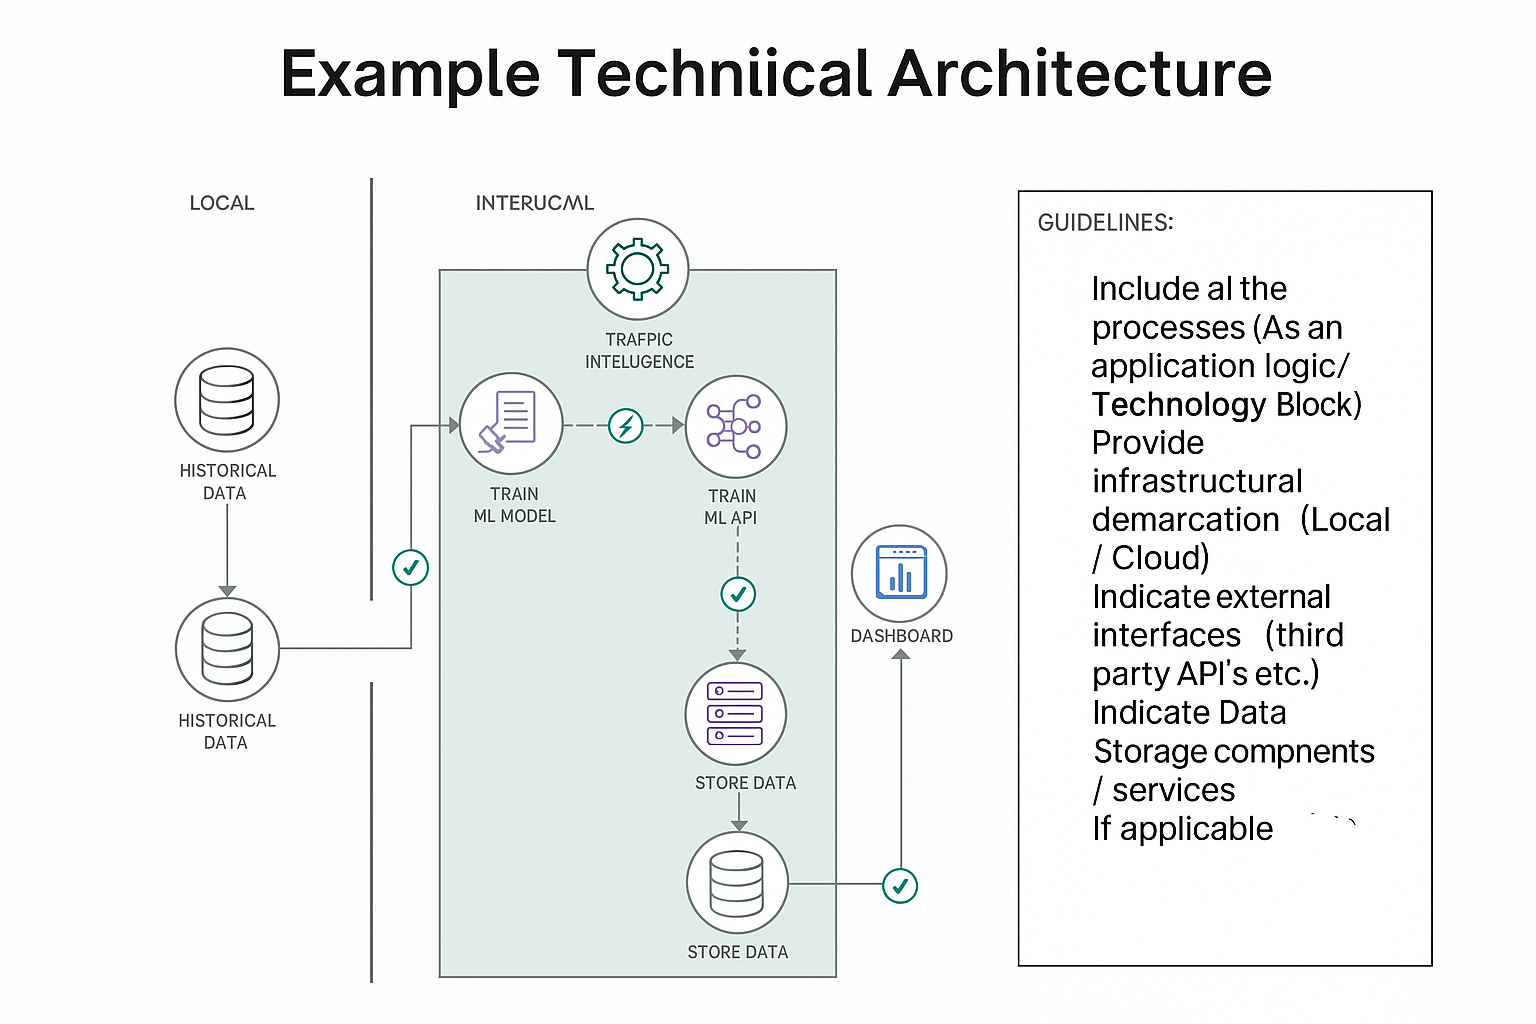 Example Techniical Architecture
LOCAL
INTERUCML
TRAFPIC
INTELUGENCE
HISTORICAL
DATA
TRAIN
ML MODEL
TRAIN
ML API
DASHBOARD
HISTORICAL
DATA
STORE DATA
STORE DATA
GUIDELINES:
Include al the
processes (As an
application logic/
Technology Block)
Provide
infrastructural
demarcation (Local
/ Cloud)
Indicate external
interfaces (third
party API's etc.)
Indicate Data
Storage compnents
/ services
If applicable